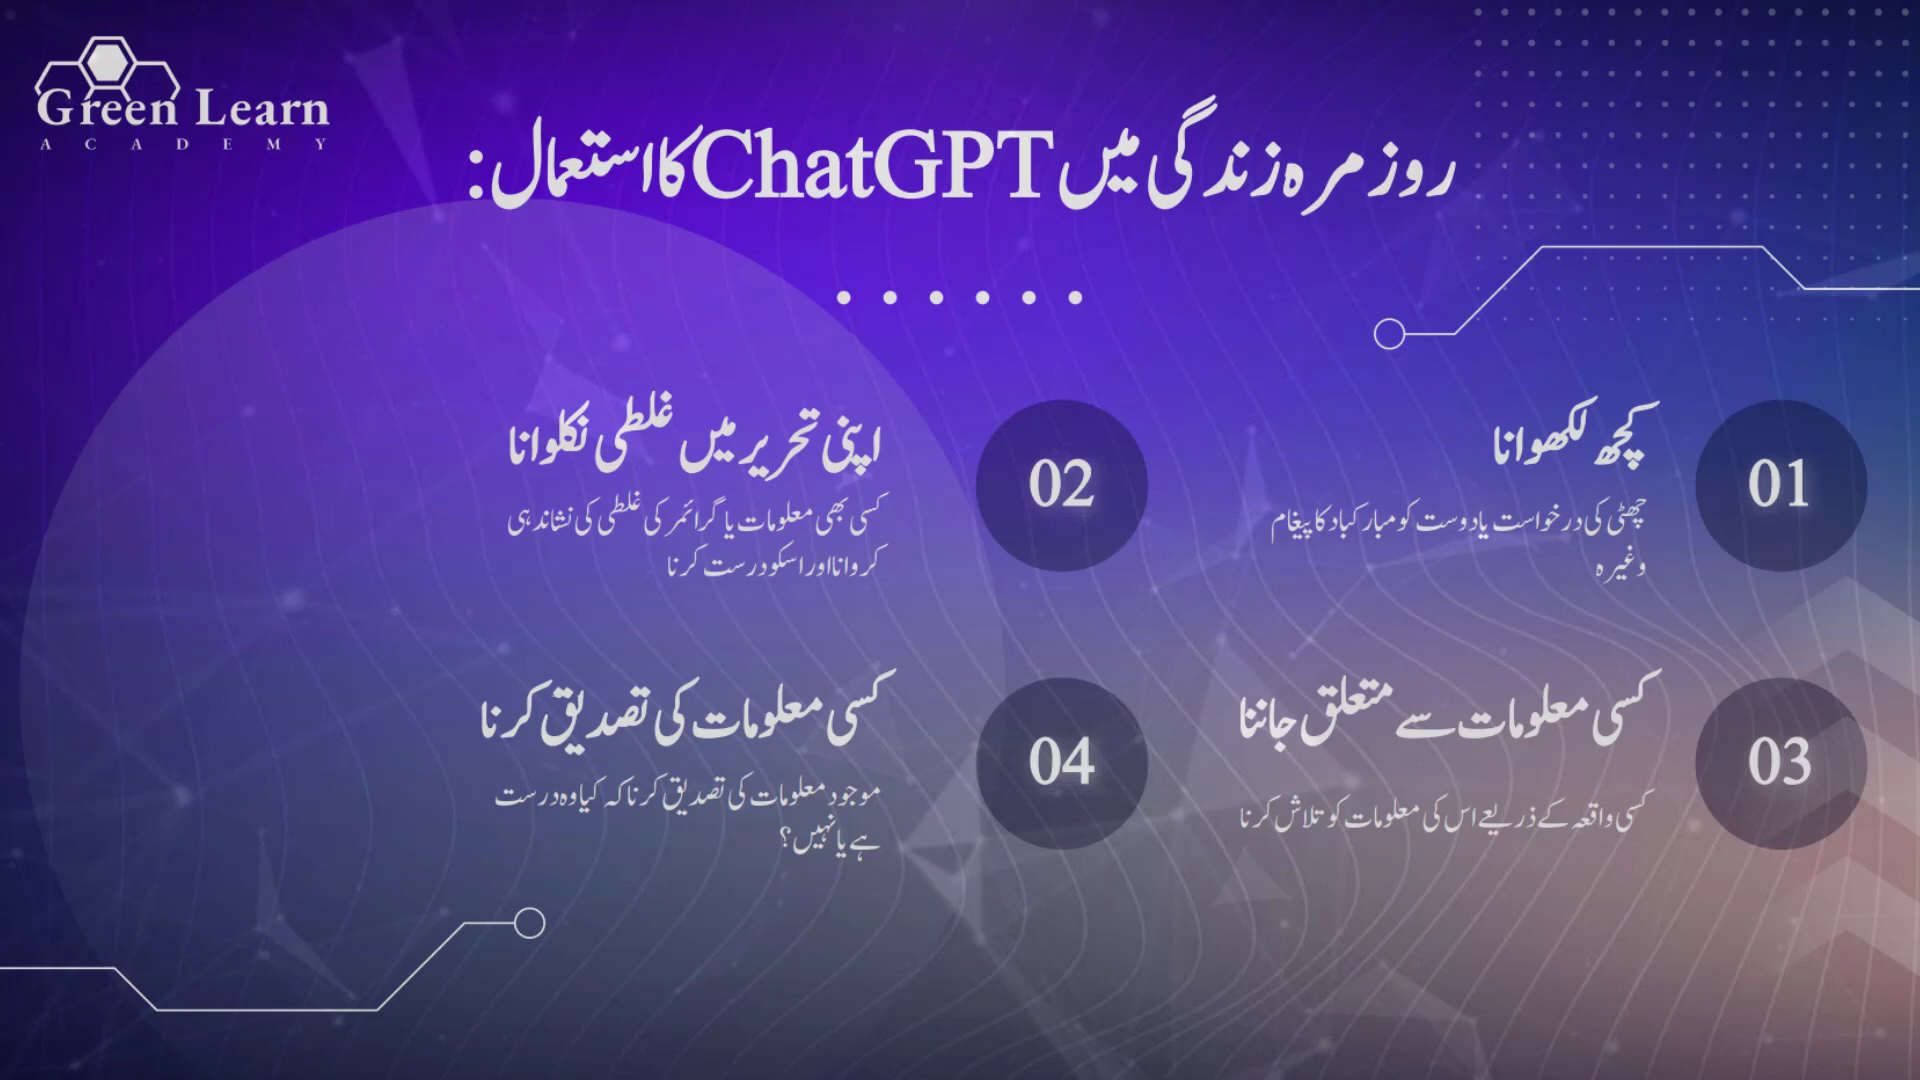 Green Learn
ACADEMY
روزمرہ زندگی میں ChatGPT کا استعمال:
01
کچھ لکھوانا
چھٹی کی درخواست یا دوست کو مبارکباد کا پیغام
وغیرہ
02
اپنی تحریر میں غلطی نکلوانا
کسی بھی معلومات یا گرائمر کی غلطی کی نشاندہی
کروانا اور اسکو درست کرنا
03
کسی معلومات سے متعلق جاننا
کسی واقعہ کے ذریعے اس کی معلومات کو تلاش کرنا
04
کسی معلومات کی تصدیق کرنا
موجود معلومات کی تصدیق کرنا کہ کیا وہ درست
ہے یا نہیں؟